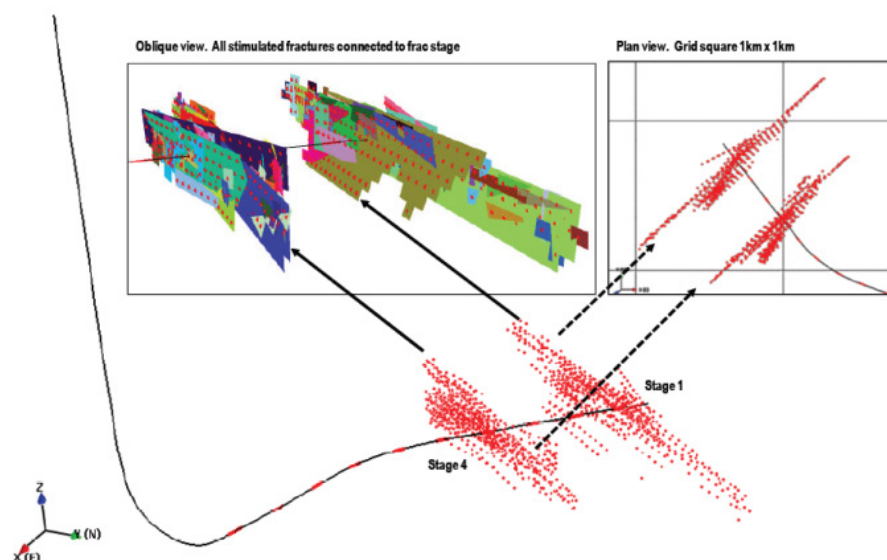 Oblique view. All stimulated fractures connected to frac stage
Plan view. Grid square 1km x 1km
Stage 1
Stage 4
Z
Y (N)
X (E)